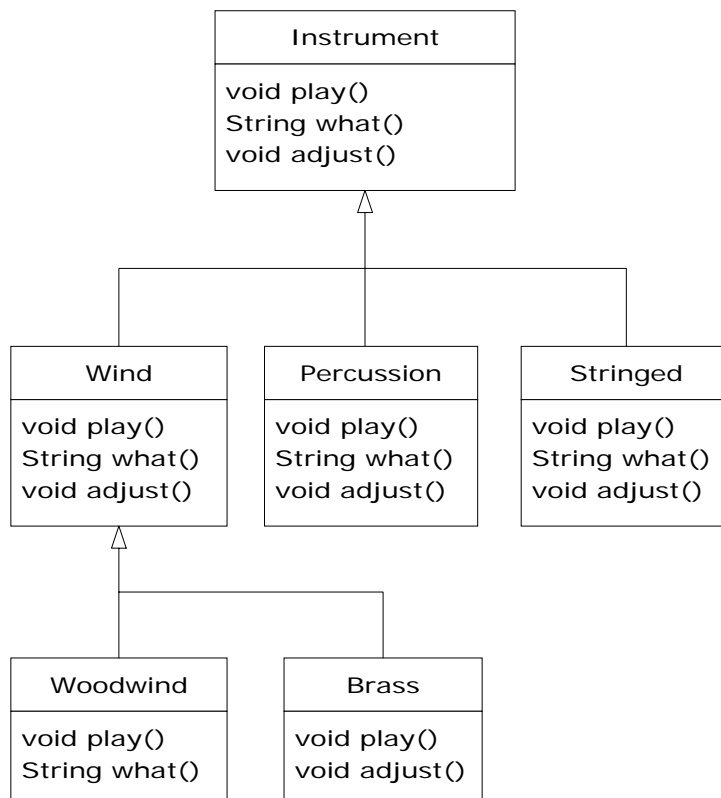 Instrument
void play()
String what()
void adjust()
Wind
void play()
String what()
void adjust()
Percussion
void play()
String what()
void adjust()
Stringed
void play()
String what()
void adjust()
Woodwind
void play()
String what()
Brass
void play()
void adjust()